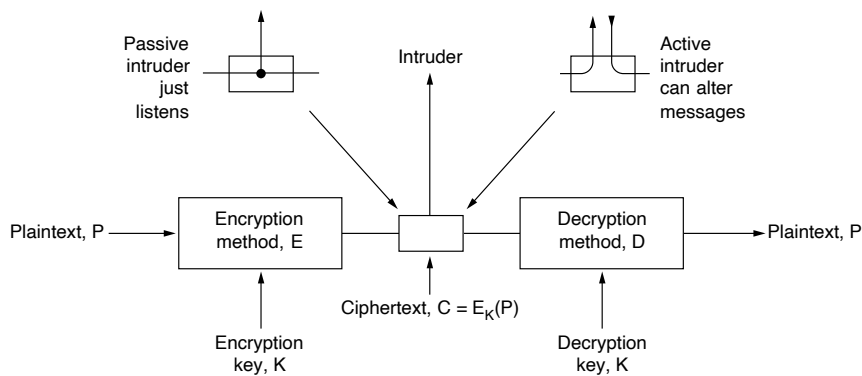 Passive
intruder
just
listens
Intruder
Active
intruder
can alter
messages
Plaintext, P
Encryption
method, E
Decryption
method, D
Plaintext, P
Ciphertext, C = E_K(P)
Encryption
key, K
Decryption
key, K